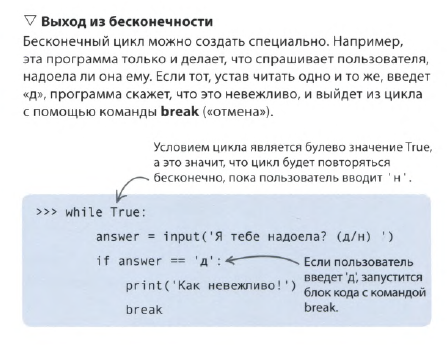 ▽ Выход из бесконечности
Бесконечный цикл можно создать специально. Например,
эта программа только и делает, что спрашивает пользователя,
надоела ли она ему. Если тот, устав читать одно и то же, введет
«д», программа скажет, что это невежливо, и выйдет из цикла
с помощью команды break («отмена»).
Условием цикла является булево значение True,
а это значит, что цикл будет повторяться
бесконечно, пока пользователь вводит 'н'.
>>> while True:
answer = input('Я тебе надоела? (д/н) ')
if answer == 'д':
print('Как невежливо!')
break
Если пользователь
введет 'д', запустится
блок кода с командой
break.